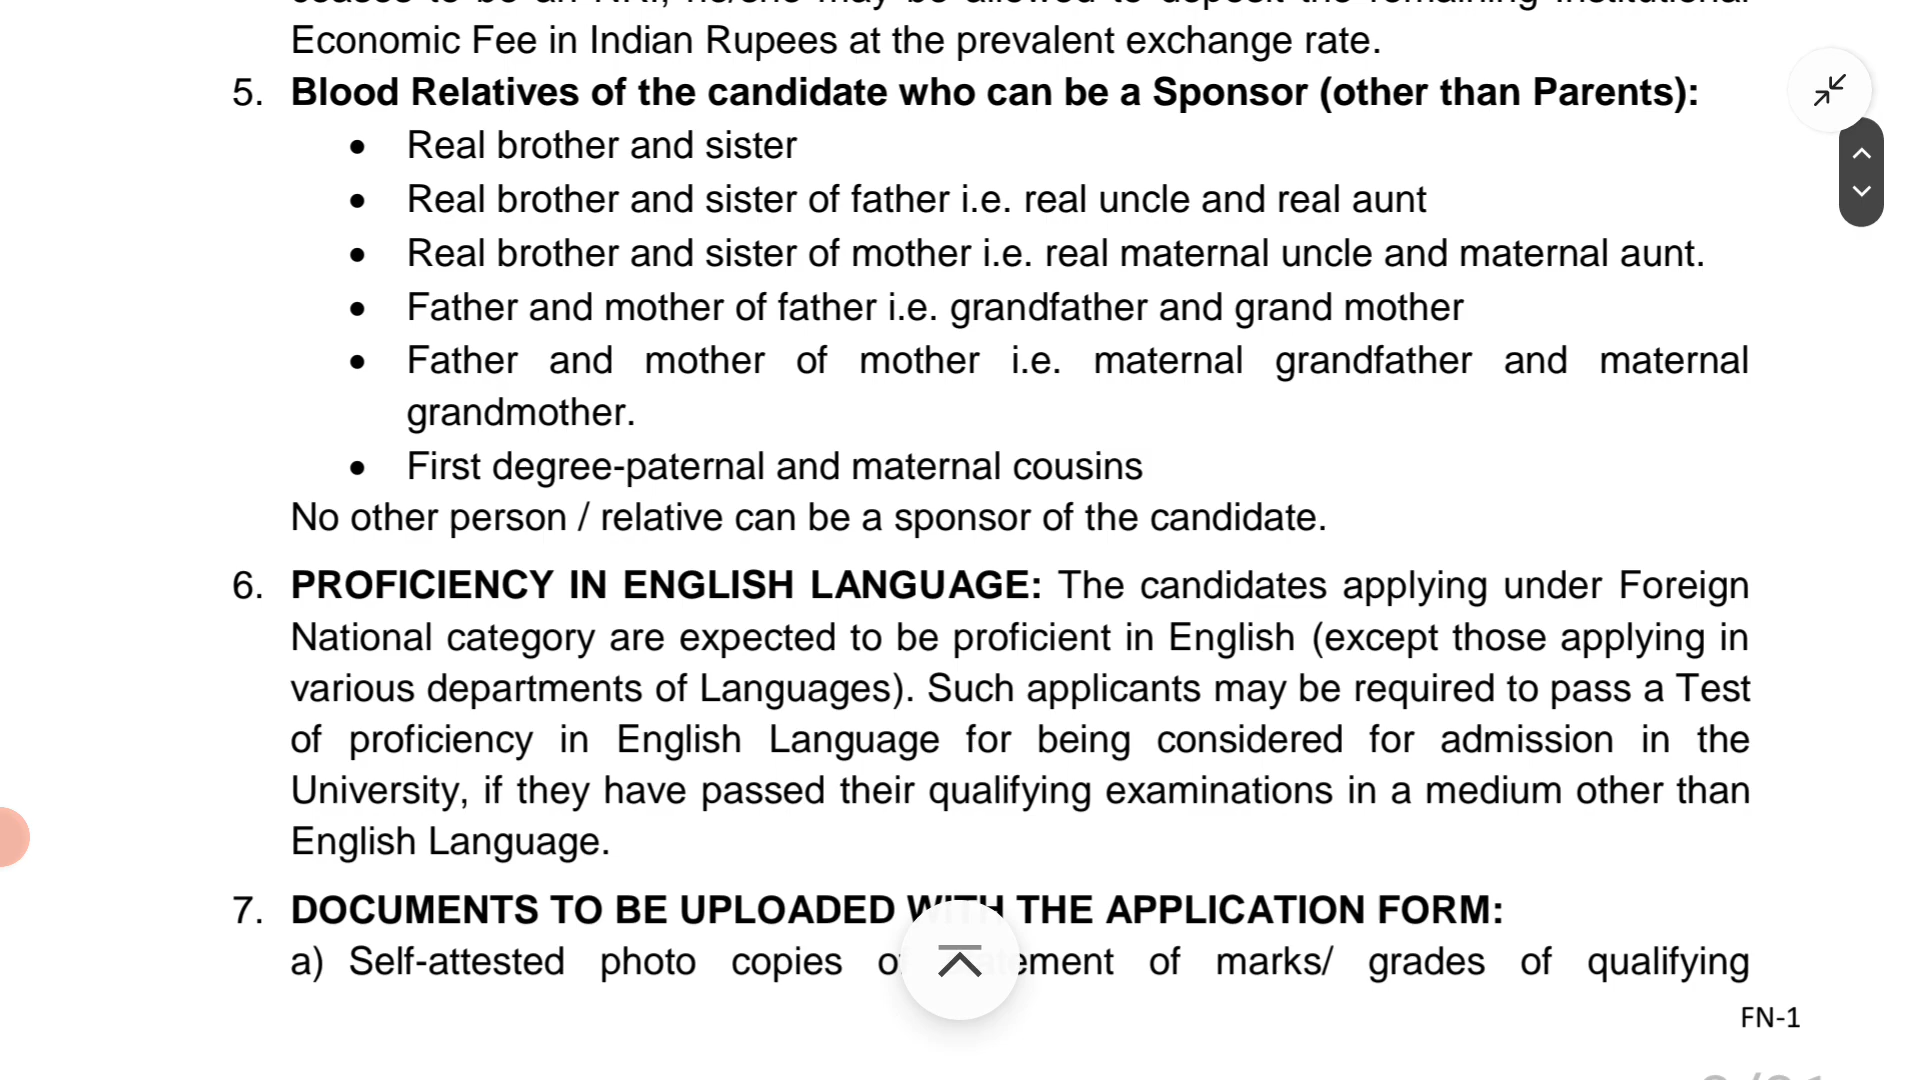 Economic Fee in Indian Rupees at the prevalent exchange rate.
5. Blood Relatives of the candidate who can be a Sponsor (other than Parents):
• Real brother and sister
• Real brother and sister of father i.e. real uncle and real aunt
• Real brother and sister of mother i.e. real maternal uncle and maternal aunt.
• Father and mother of father i.e. grandfather and grand mother
• Father and mother of mother i.e. maternal grandfather and maternal
grandmother.
• First degree-paternal and maternal cousins
No other person / relative can be a sponsor of the candidate.
6. PROFICIENCY IN ENGLISH LANGUAGE: The candidates applying under Foreign
National category are expected to be proficient in English (except those applying in
various departments of Languages). Such applicants may be required to pass a Test
of proficiency in English Language for being considered for admission in the
University, if they have passed their qualifying examinations in a medium other than
English Language.
7. DOCUMENTS TO BE UPLOADED WITH THE APPLICATION FORM:
a) Self-attested photo copies of statement of marks/ grades of qualifying
FN-1